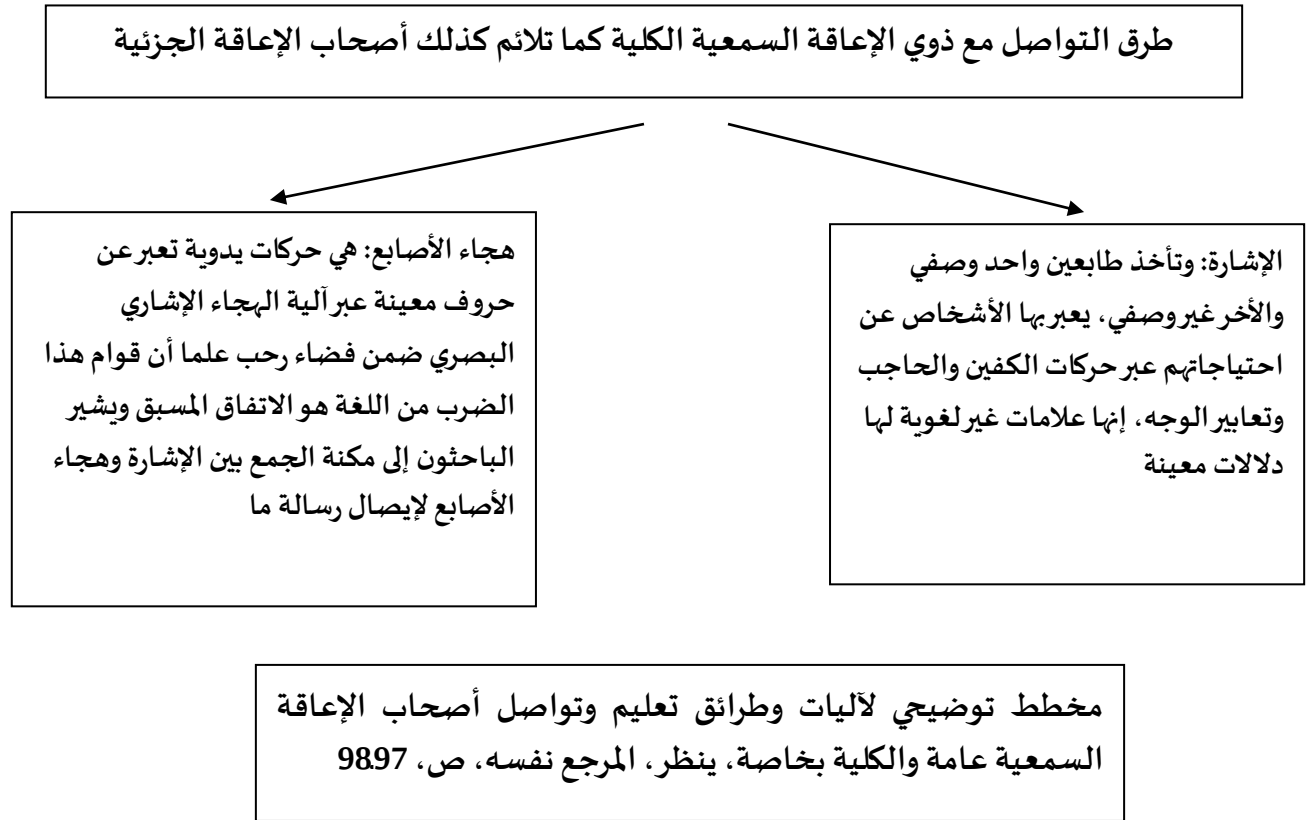 طرق التواصل مع ذوي الإعاقة السمعية الكلية كما تلائم كذلك أصحاب الإعاقة الجزئية
الإشارة: وتأخذ طابعين واحد وصفي
والأخر غير وصفي، يعبر بها الأشخاص عن
احتياجاتهم عبر حركات الكفين والحاجب
وتعابير الوجه، إنها علامات غير لغوية لها
دلالات معينة
هجاء الأصابع: هي حركات يدوية تعبر عن
حروف معينة عبر آلية الهجاء الإشاري
البصري ضمن فضاء رحب علما أن قوام هذا
الضرب من اللغة هو الاتفاق المسبق ويشير
الباحثون إلى مكنة الجمع بين الإشارة وهجاء
الأصابع لإيصال رسالة ما
مخطط توضيحي لآليات وطرائق تعليم وتواصل أصحاب الإعاقة
السمعية عامة والكلية بخاصة، ينظر، المرجع نفسه، ص، 98.97